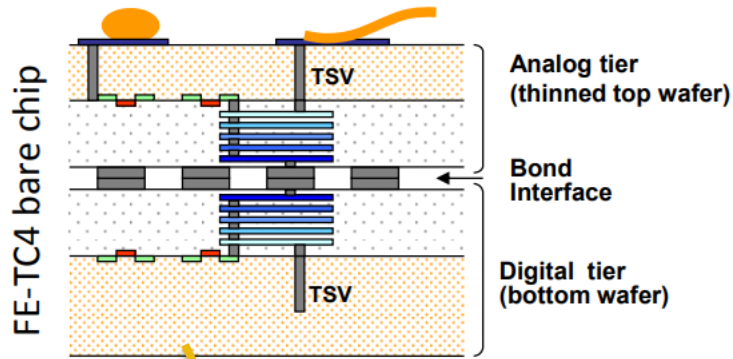 FE-TC4 bare chip
TSV
Analog tier
(thinned top wafer)
Bond
Interface
Digital tier
(bottom wafer)
TSV